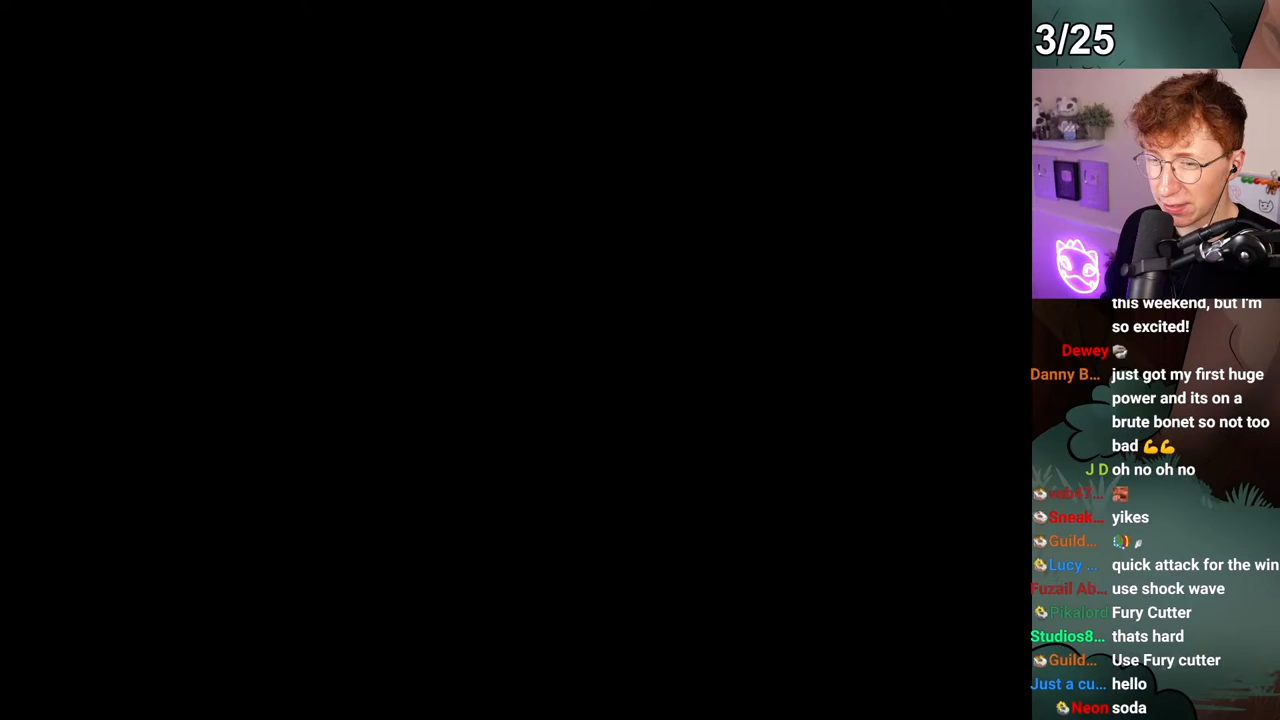 3/25
this weekend, but I'm
so excited!
Dewey
Danny B... just got my first huge
power and its on a
brute bonet so not too
bad
J D oh no oh no
Sneak... yikes
Guild...
Lucy ... quick attack for the win
Fuzail Ab... use shock wave
Pikalord Fury Cutter
Studios8... thats hard
Guild... Use Fury cutter
Just a cu... hello
Neon soda